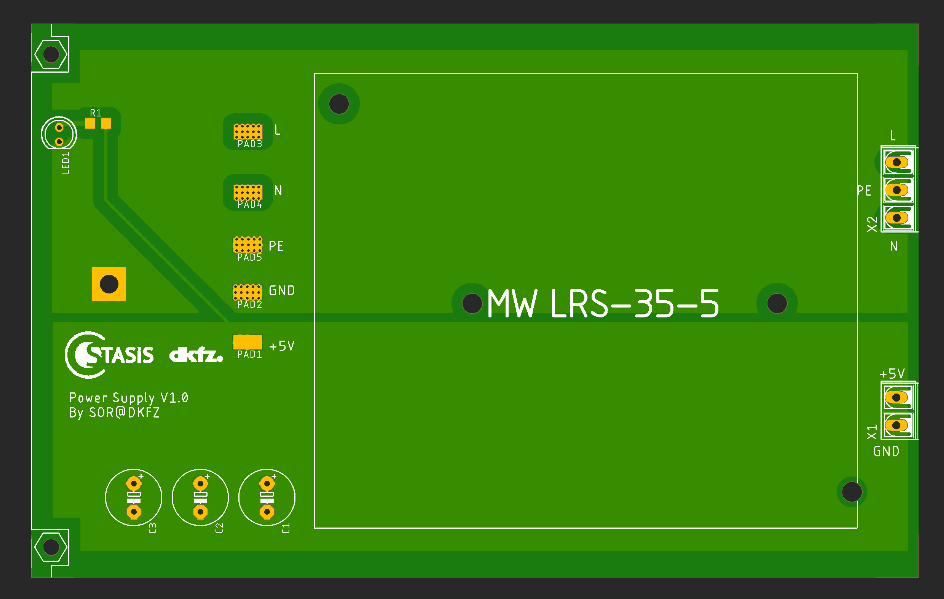 R1
LED1
L
PAD3
N
PAD4
PE
PAD5
GND
PAD2
+5V
PAD1
MW LRS-35-5
L
PE
X2
N
+5V
X1
GND
STASIS dkfz.
Power Supply V1.0
By SOR@DKFZ
+
+
+
C3
C2
C1